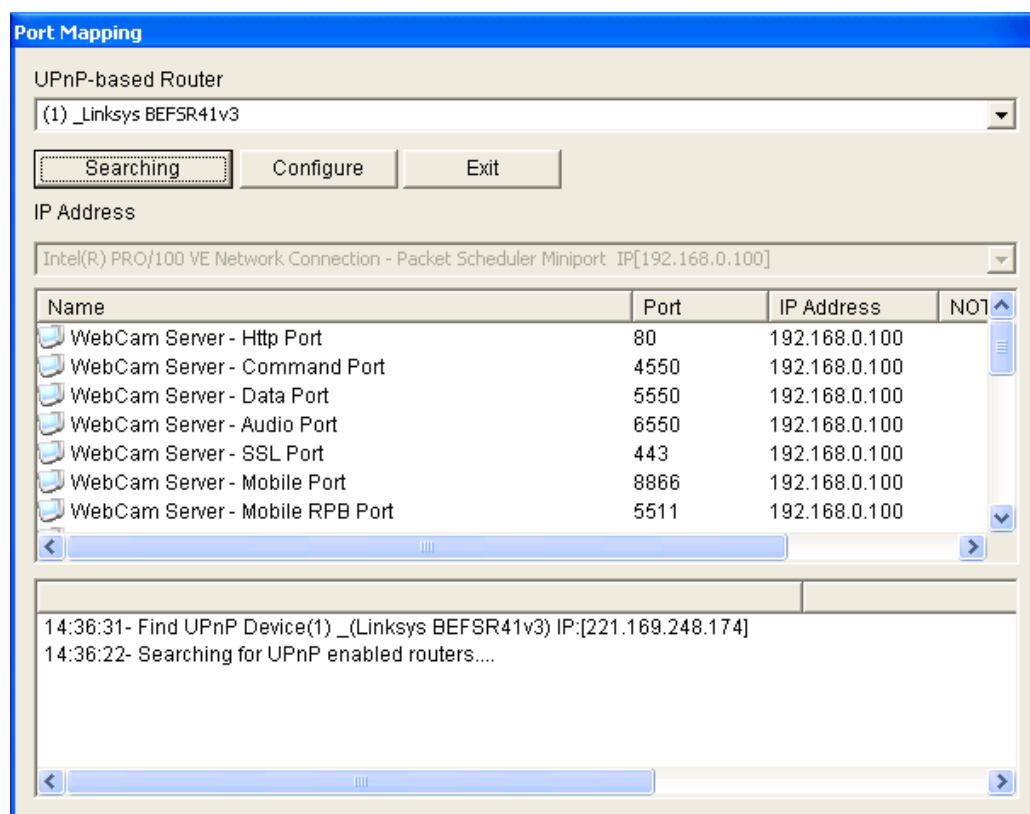 Port Mapping
UPnP-based Router
(1) _Linksys BEFSR41v3
Searching Configure Exit
IP Address
Intel(R) PRO/100 VE Network Connection - Packet Scheduler Miniport IP[192.168.0.100]
Name Port IP Address NOT
WebCam Server - Http Port 80 192.168.0.100
WebCam Server - Command Port 4550 192.168.0.100
WebCam Server - Data Port 5550 192.168.0.100
WebCam Server - Audio Port 6550 192.168.0.100
WebCam Server - SSL Port 443 192.168.0.100
WebCam Server - Mobile Port 8866 192.168.0.100
WebCam Server - Mobile RPB Port 5511 192.168.0.100
14:36:31- Find UPnP Device(1) _(Linksys BEFSR41v3) IP:[221.169.248.174]
14:36:22- Searching for UPnP enabled routers....